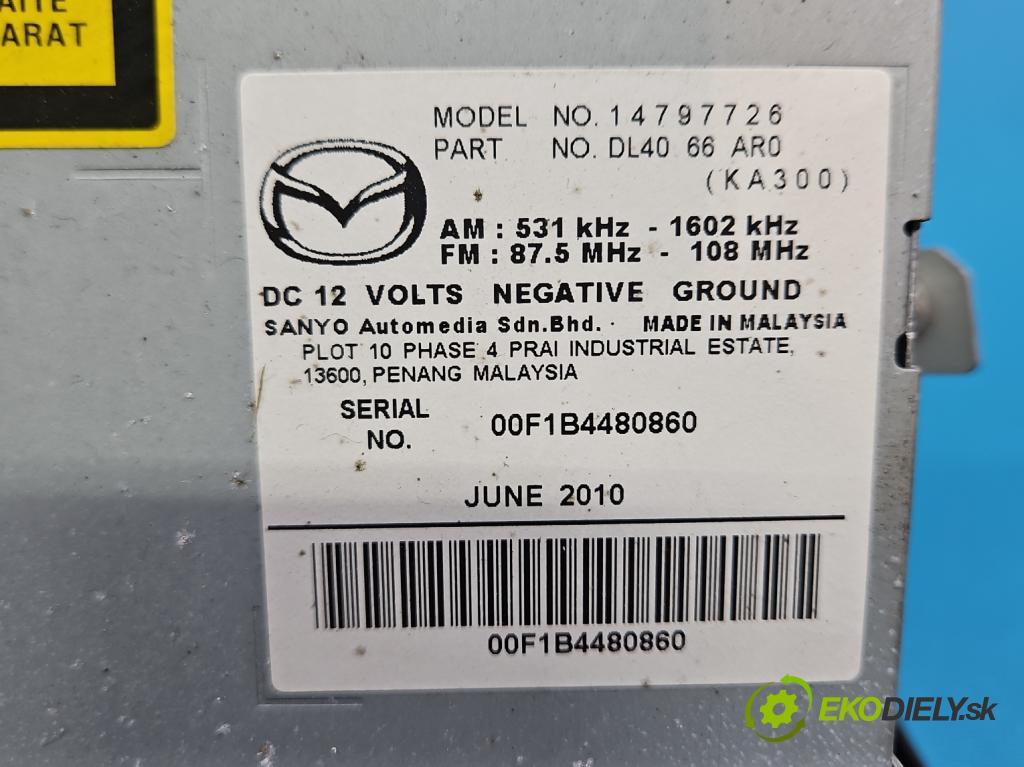 ARAT
MODEL NO. 14797726
PART NO. DL40 66 AR0
(KA300)
AM : 531 kHz - 1602 kHz
FM : 87.5 MHz - 108 MHz
DC 12 VOLTS NEGATIVE GROUND
SANYO Automedia Sdn.Bhd. · MADE IN MALAYSIA
PLOT 10 PHASE 4 PRAI INDUSTRIAL ESTATE,
13600, PENANG MALAYSIA
SERIAL
NO.
00F1B4480860
JUNE 2010
00F1B4480860
EKODIELY.sk